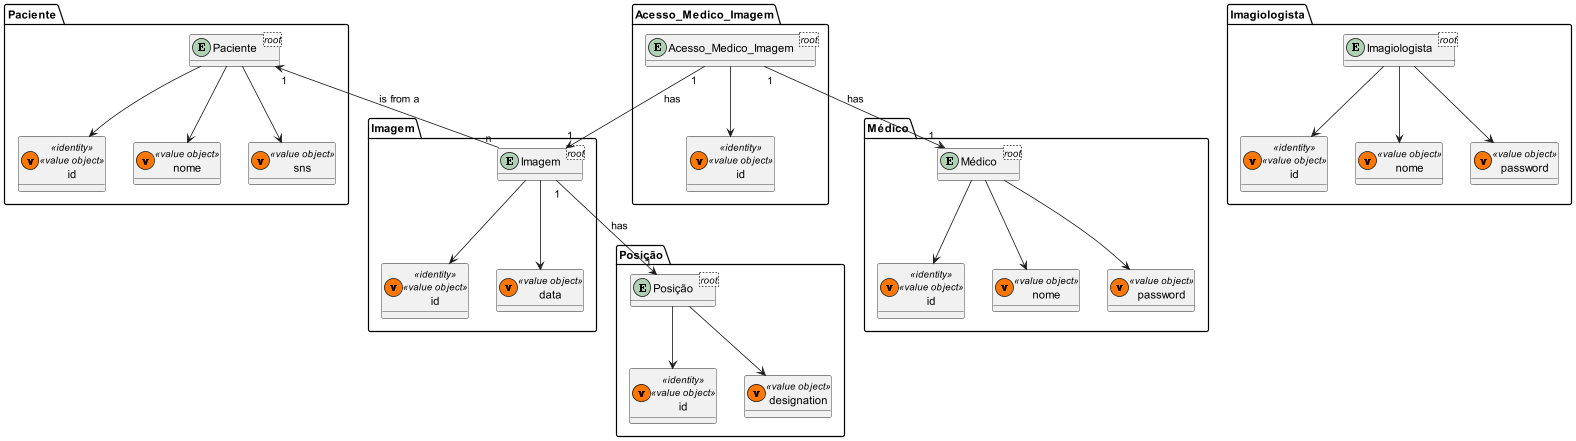 Paciente
E Paciente
root
1
«identity»
V «value object»
id
V «value object»
nome
V «value object»
sns
is from a
n
Imagem
E Imagem
root
1
«identity»
V «value object»
id
V «value object»
data
has
Acesso_Medico_Imagem
E Acesso_Medico_Imagem
root
1
1
has
1
has
1
«identity»
V «value object»
id
Posição
E Posição
root
«identity»
V «value object»
id
V «value object»
designation
Médico
E Médico
root
«identity»
V «value object»
id
V «value object»
nome
V «value object»
password
Imagiologista
E Imagiologista
root
«identity»
V «value object»
id
V «value object»
nome
V «value object»
password